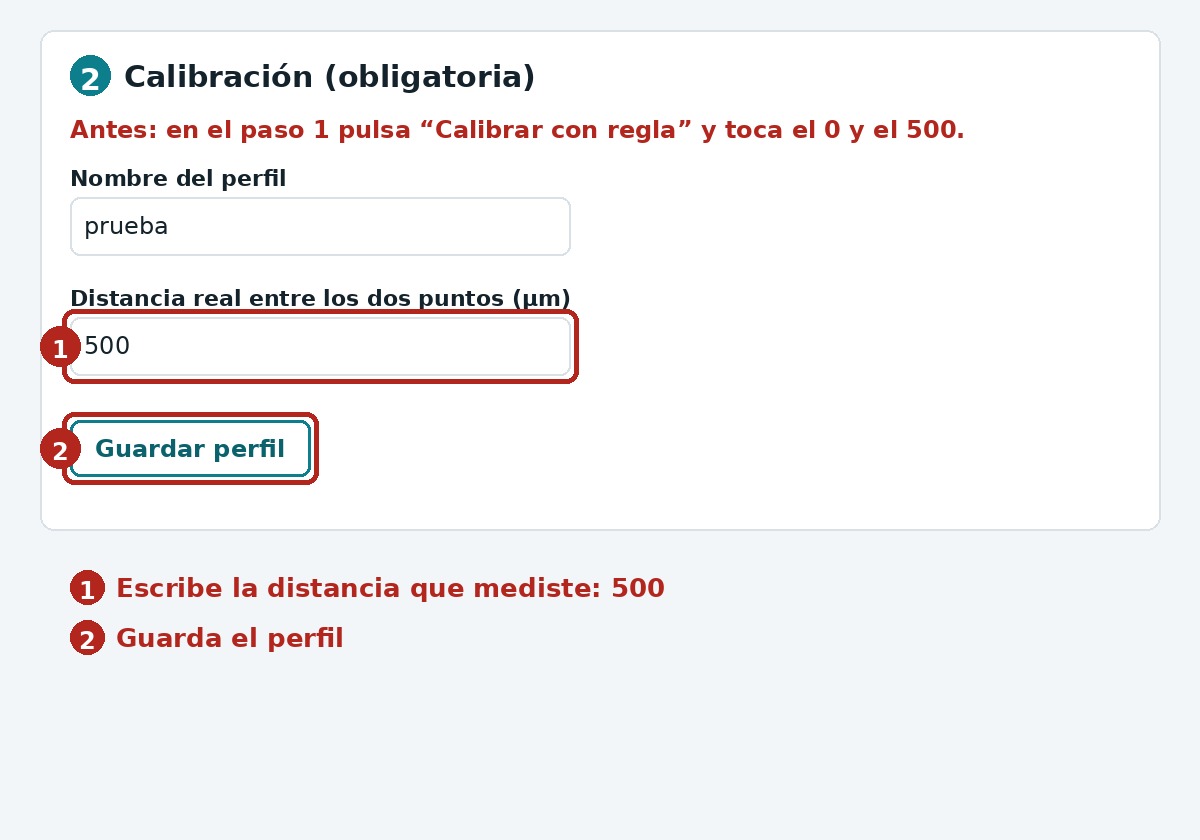 2 Calibración (obligatoria)
Antes: en el paso 1 pulsa “Calibrar con regla” y toca el 0 y el 500.
Nombre del perfil
prueba
Distancia real entre los dos puntos (µm)
1 500
2 Guardar perfil
1 Escribe la distancia que mediste: 500
2 Guarda el perfil